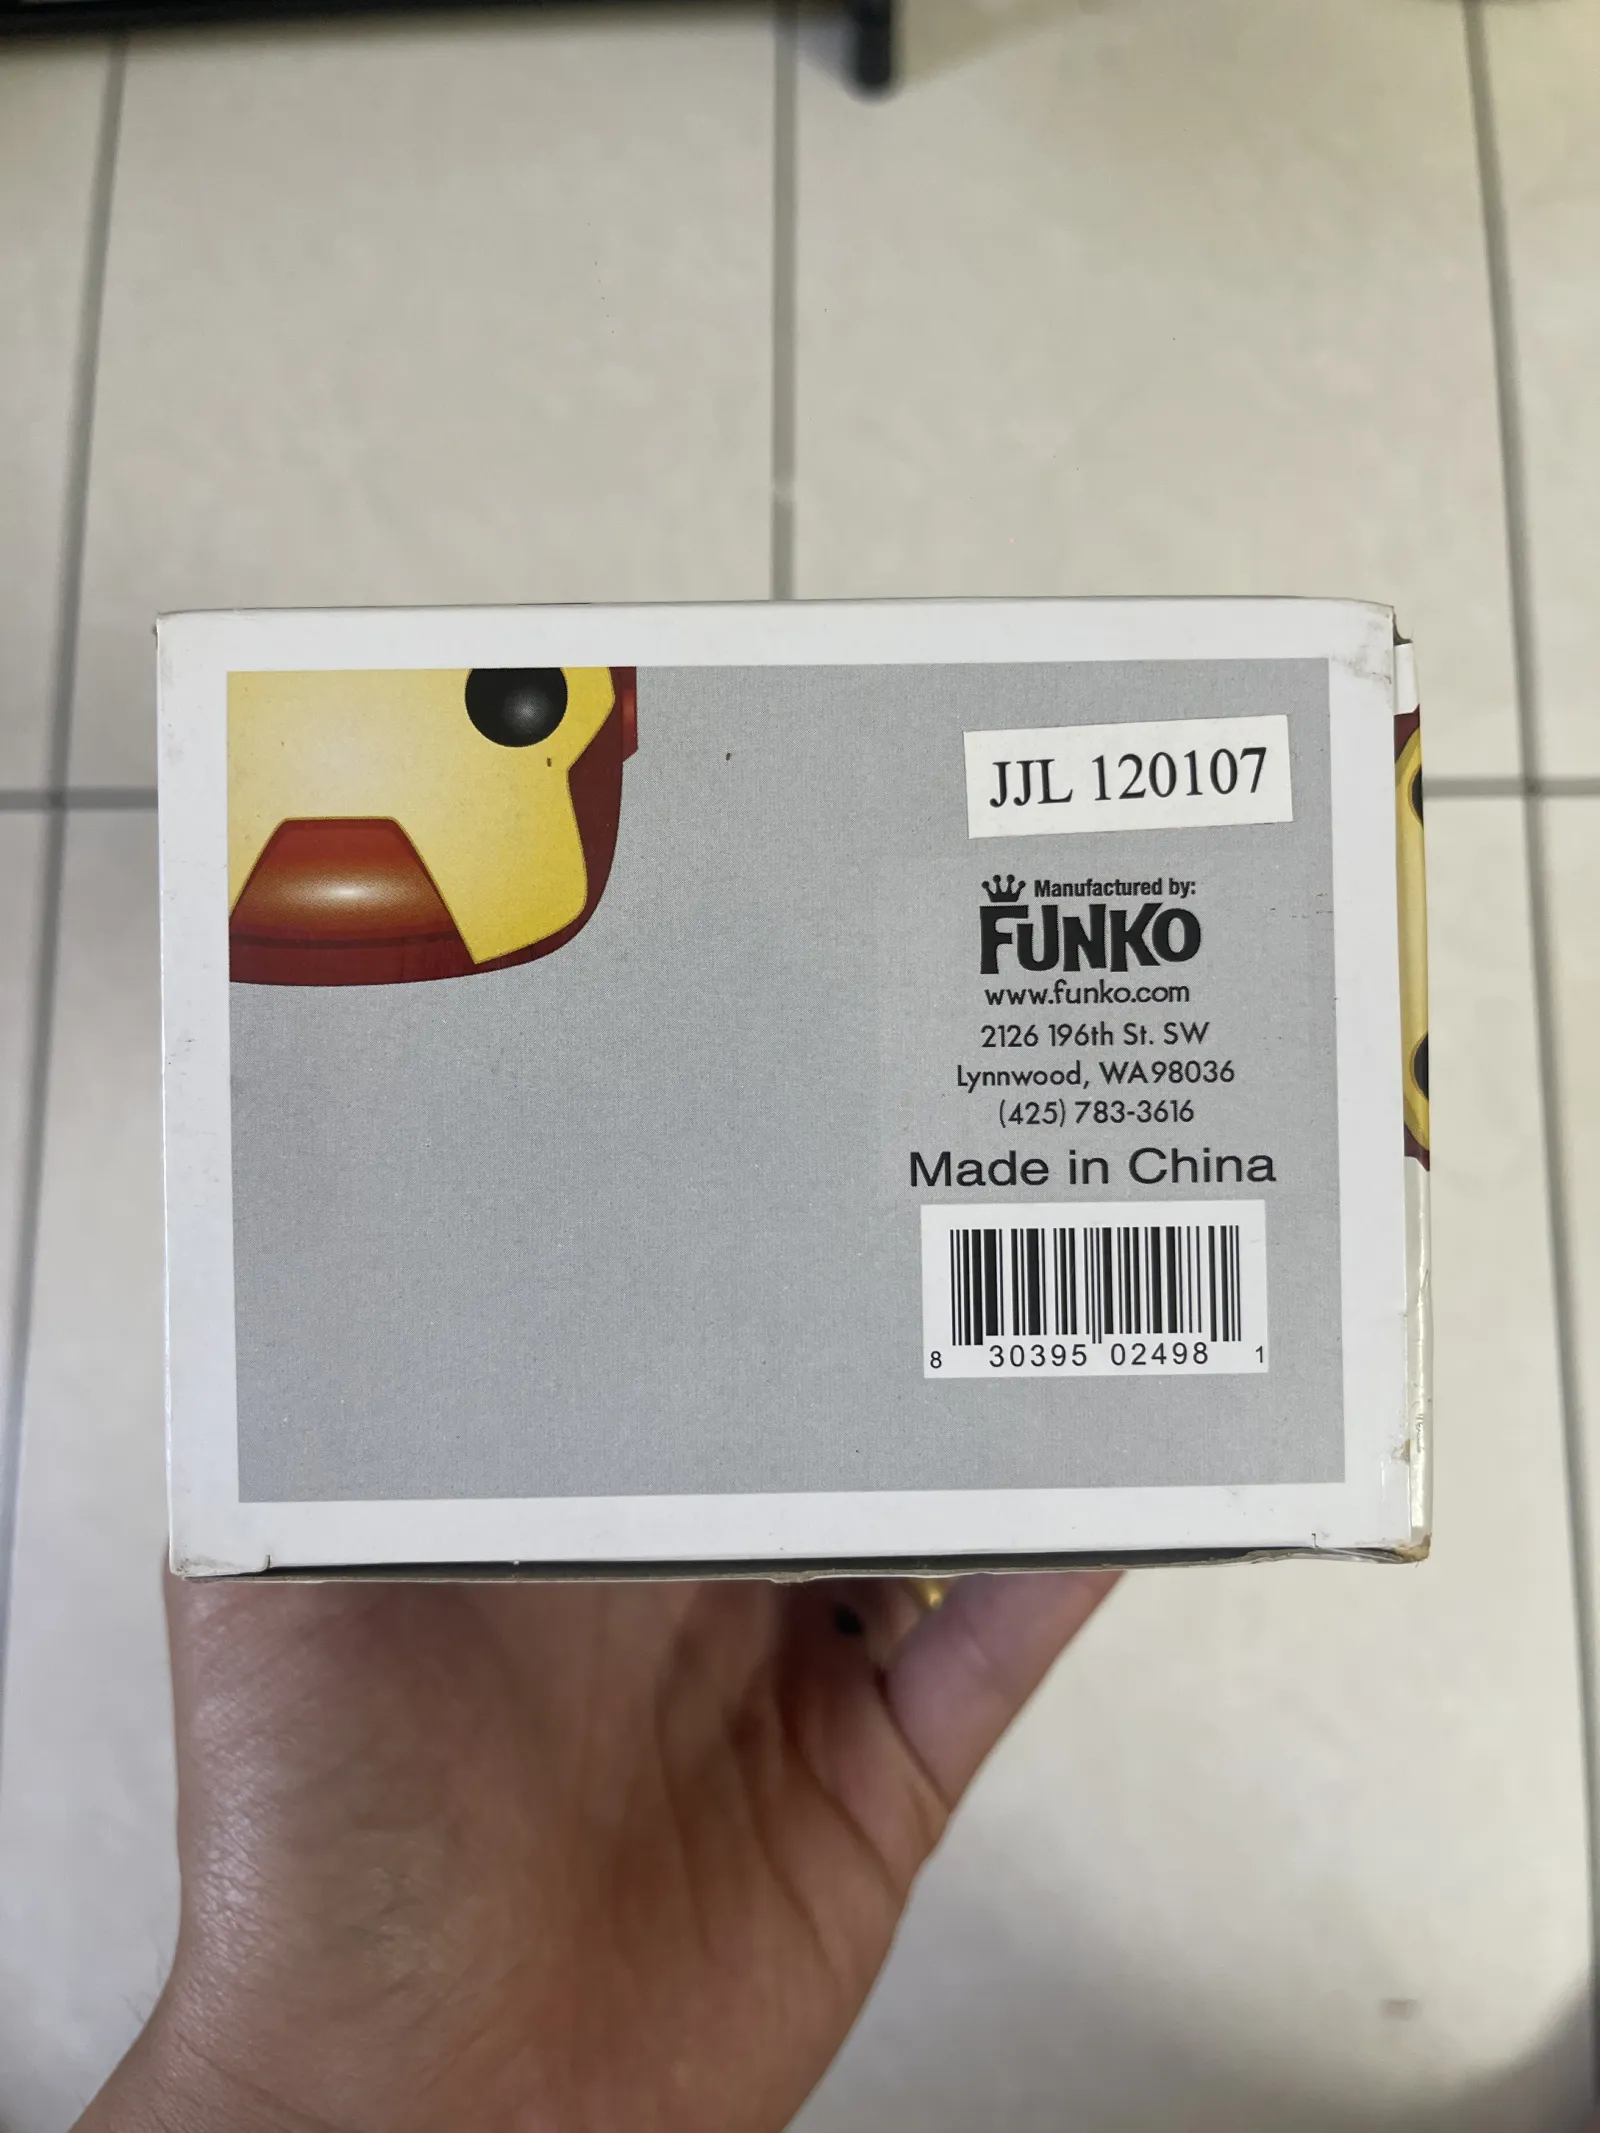 JJL 120107
Manufactured by:
FUNKO
www.funko.com
2126 196th St. SW
Lynnwood, WA98036
(425) 783-3616
Made in China
8 30395 02498 1